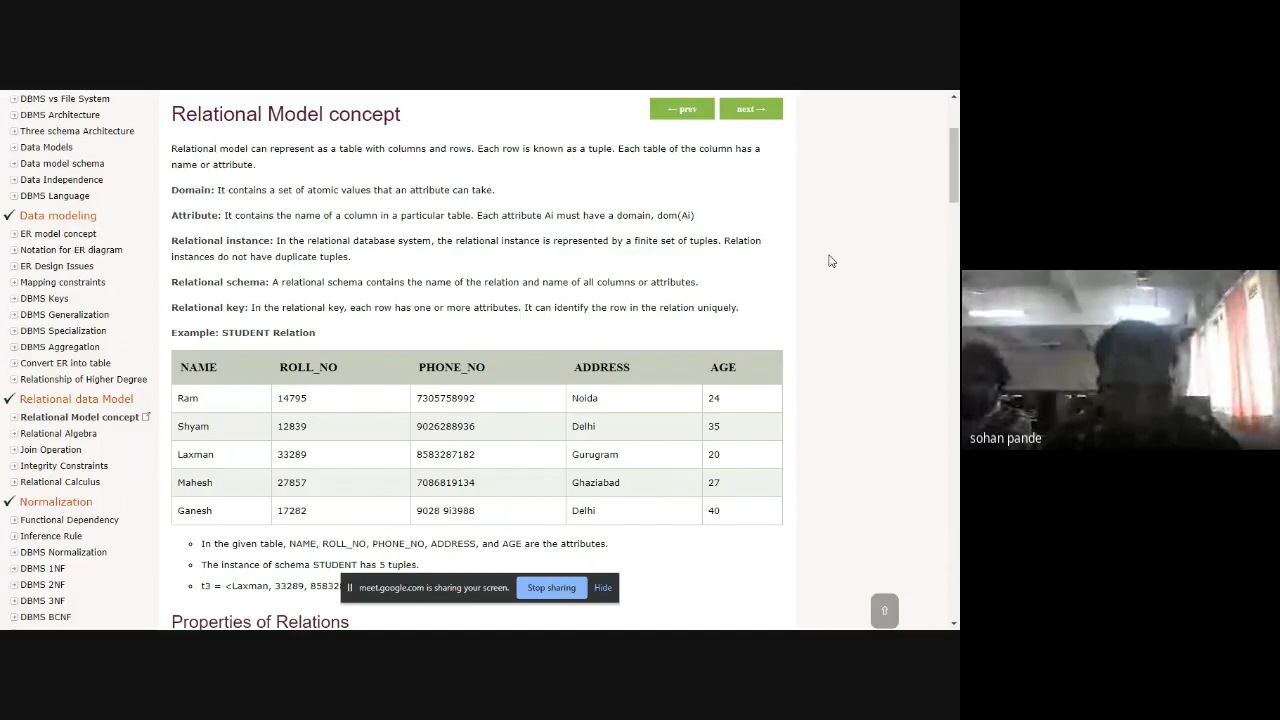 DBMS vs File System
DBMS Architecture
Three schema Architecture
Data Models
Data model schema
Data Independence
DBMS Language
Data modeling
ER model concept
Notation for ER diagram
ER Design Issues
Mapping constraints
DBMS Keys
DBMS Generalization
DBMS Specialization
DBMS Aggregation
Convert ER into table
Relationship of Higher Degree
Relational data Model
Relational Model concept
Relational Algebra
Join Operation
Integrity Constraints
Relational Calculus
Normalization
Functional Dependency
Inference Rule
DBMS Normalization
DBMS 1NF
DBMS 2NF
DBMS 3NF
DBMS BCNF
Relational Model concept
← prev next →
Relational model can represent as a table with columns and rows. Each row is known as a tuple. Each table of the column has a
name or attribute.
Domain: It contains a set of atomic values that an attribute can take.
Attribute: It contains the name of a column in a particular table. Each attribute Ai must have a domain, dom(Ai)
Relational instance: In the relational database system, the relational instance is represented by a finite set of tuples. Relation
instances do not have duplicate tuples.
Relational schema: A relational schema contains the name of the relation and name of all columns or attributes.
Relational key: In the relational key, each row has one or more attributes. It can identify the row in the relation uniquely.
Example: STUDENT Relation
NAME ROLL_NO PHONE_NO ADDRESS AGE
Ram 14795 7305758992 Noida 24
Shyam 12839 9026288936 Delhi 35
Laxman 33289 8583287182 Gurugram 20
Mahesh 27857 7086819134 Ghaziabad 27
Ganesh 17282 9028 9i3988 Delhi 40
In the given table, NAME, ROLL_NO, PHONE_NO, ADDRESS, and AGE are the attributes.
The instance of schema STUDENT has 5 tuples.
t3 = <Laxman, 33289, 85832
meet.google.com is sharing your screen. Stop sharing Hide
Properties of Relations
sohan pande